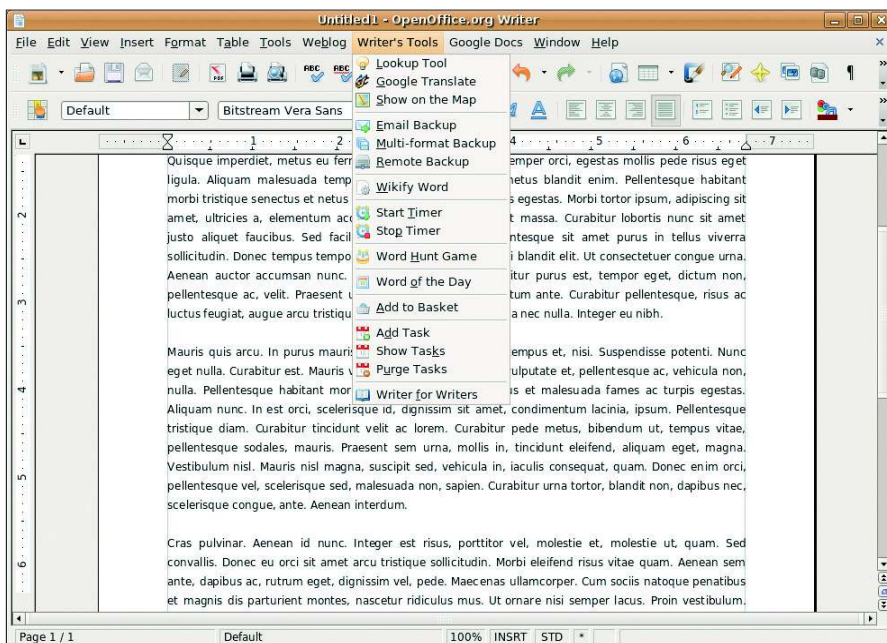 Untitled1 - OpenOffice.org Writer
File Edit View Insert Format Table Tools Weblog Writer's Tools Google Docs Window Help
Default Bitstream Vera Sans
Lookup Tool
Google Translate
Show on the Map
Email Backup
Multi-format Backup
Remote Backup
Wikify Word
Start Timer
Stop Timer
Word Hunt Game
Word of the Day
Add to Basket
Add Task
Show Tasks
Purge Tasks
Writer for Writers
1 2 4 5 6 7
Quisque imperdiet, metus eu ferm emper orci, egestas mollis pede risus eget
ligula. Aliquam malesuada temp netus blandit enim. Pellentesque habitant
morbi tristique senectus et netus s egestas. Morbi tortor ipsum, adipiscing sit
amet, ultricies a, elementum acc t massa. Curabitur lobortis nunc sit amet
justo aliquet faucibus. Sed facil ntesque sit amet purus in tellus viverra
sollicitudin. Donec tempus tempo i blandit elit. Ut consectetuer congue urna.
Aenean auctor accumsan nunc. itur purus est, tempor eget, dictum non,
pellentesque ac, velit. Praesent u tum ante. Curabitur pellentesque, risus ac
luctus feugiat, augue arcu tristiqu a nec nulla. Integer eu nibh.
Mauris quis arcu. In purus mauris empus et, nisi. Suspendisse potenti. Nunc
eget nulla. Curabitur est. Mauris v ulputate et, pellentesque ac, vehicula non,
nulla. Pellentesque habitant mor us et malesuada fames ac turpis egestas.
Aliquam nunc. In est orci, scelerisque id, dignissim sit amet, condimentum lacinia, ipsum. Pellentesque
tristique diam. Curabitur tincidunt velit ac lorem. Curabitur pede metus, bibendum ut, tempus vitae,
pellentesque sodales, mauris. Praesent sem urna, mollis in, tincidunt eleifend, aliquam eget, magna.
Vestibulum nisl. Mauris nisl magna, suscipit sed, vehicula in, iaculis consequat, quam. Donec enim orci,
pellentesque vel, scelerisque sed, malesuada non, sapien. Curabitur urna tortor, blandit non, dapibus nec,
scelerisque congue, ante. Aenean interdum.
Cras pulvinar. Aenean id nunc. Integer est risus, porttitor vel, molestie et, molestie ut, quam. Sed
convallis. Donec eu orci sit amet arcu tristique sollicitudin. Morbi eleifend risus vitae quam. Aenean sem
ante, dapibus ac, rutrum eget, dignissim vel, pede. Maecenas ullamcorper. Cum sociis natoque penatibus
et magnis dis parturient montes, nascetur ridiculus mus. Ut ornare nisi semper lacus. Proin vestibulum.
2
3
4
5
6
Page 1 / 1 Default 100% INSRT STD *